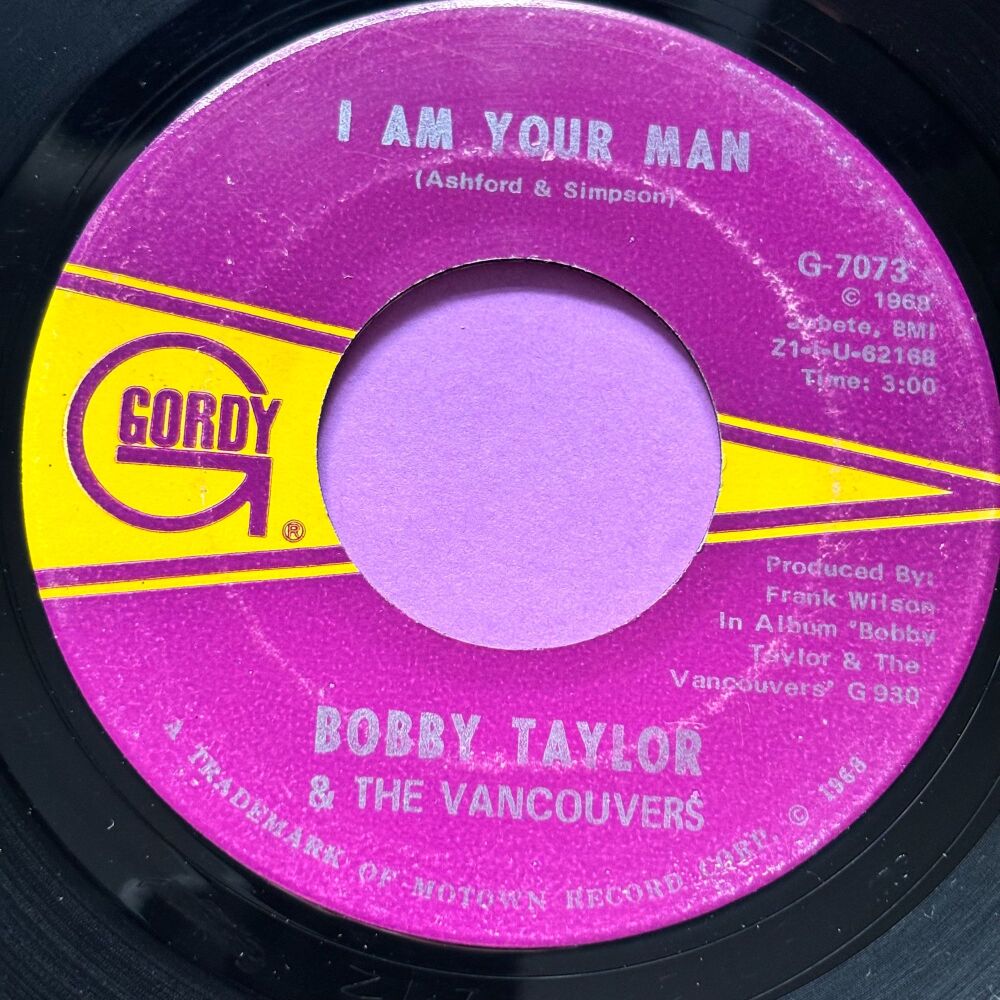 I AM YOUR MAN
(Ashford & Simpson)
G-7073
© 1968
Jobete, BMI
Z1-I-U-62168
Time: 3:00
GORDY
®
Produced By:
Frank Wilson
In Album "Bobby
Taylor & The
Vancouvers" G 930
BOBBY TAYLOR
& THE VANCOUVERS
A TRADEMARK OF MOTOWN RECORD CORP. © 1968